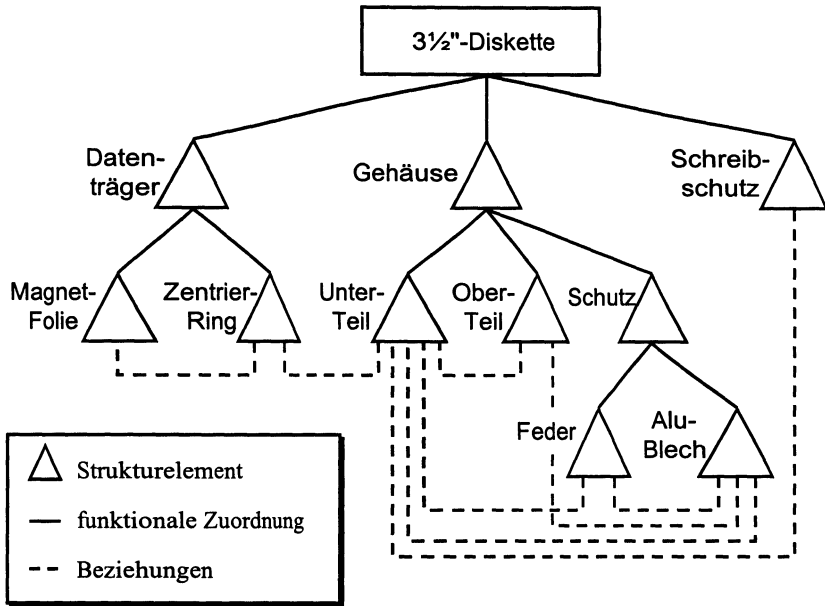 3½"-Diskette
Daten-
träger
Gehäuse
Schreib-
schutz
Magnet-
Folie
Zentrier-
Ring
Unter-
Teil
Ober-
Teil
Schutz
Feder
Alu-
Blech
Strukturelement
funktionale Zuordnung
Beziehungen